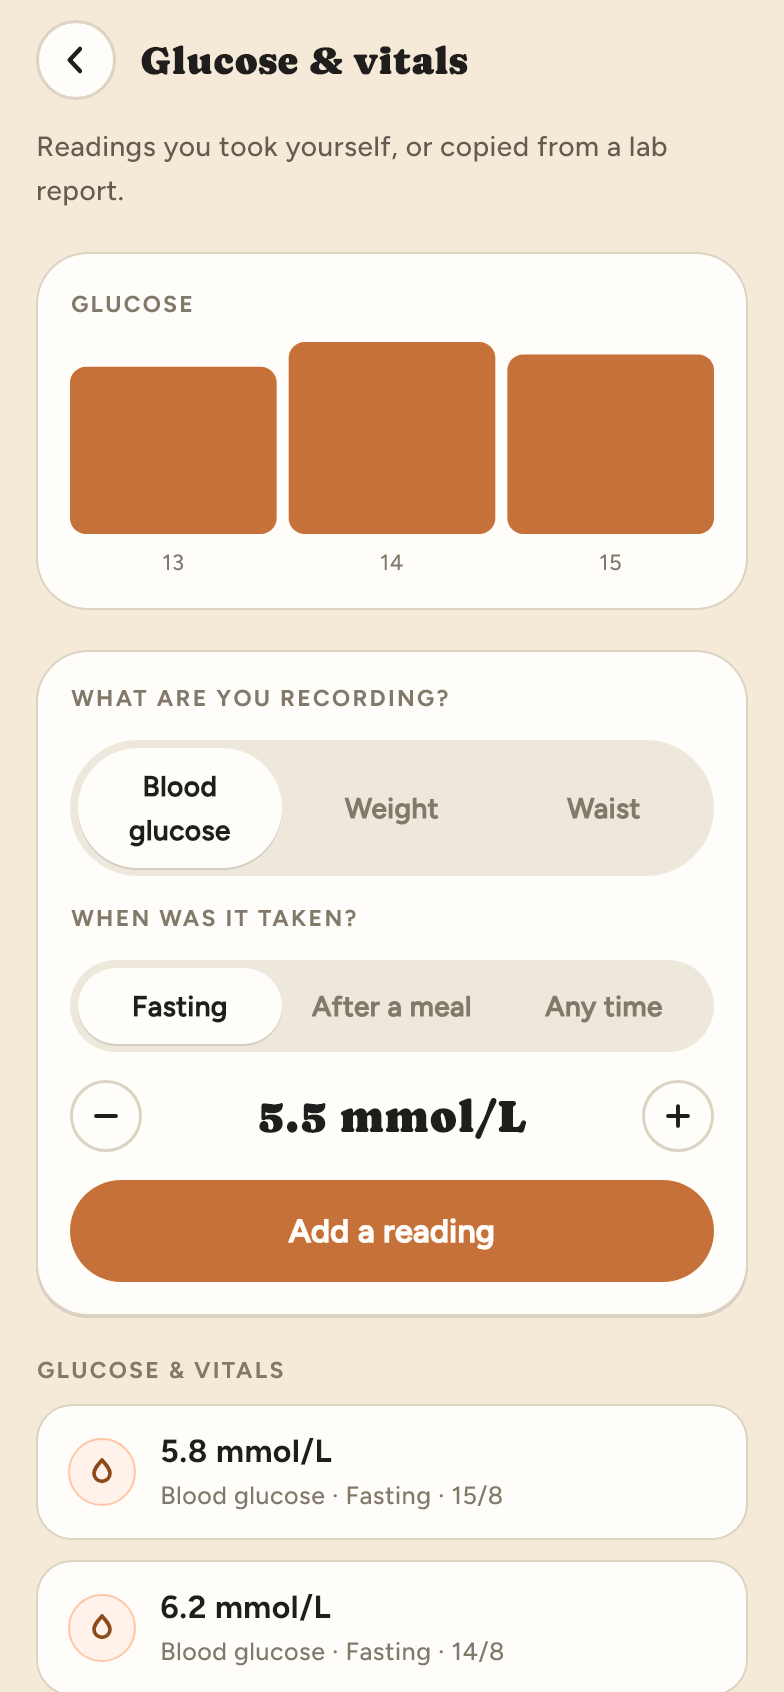 Glucose & vitals
Readings you took yourself, or copied from a lab
report.
GLUCOSE
13 14 15
WHAT ARE YOU RECORDING?
Blood
glucose
Weight
Waist
WHEN WAS IT TAKEN?
Fasting After a meal Any time
5.5 mmol/L
Add a reading
GLUCOSE & VITALS
5.8 mmol/L
Blood glucose · Fasting · 15/8
6.2 mmol/L
Blood glucose · Fasting · 14/8